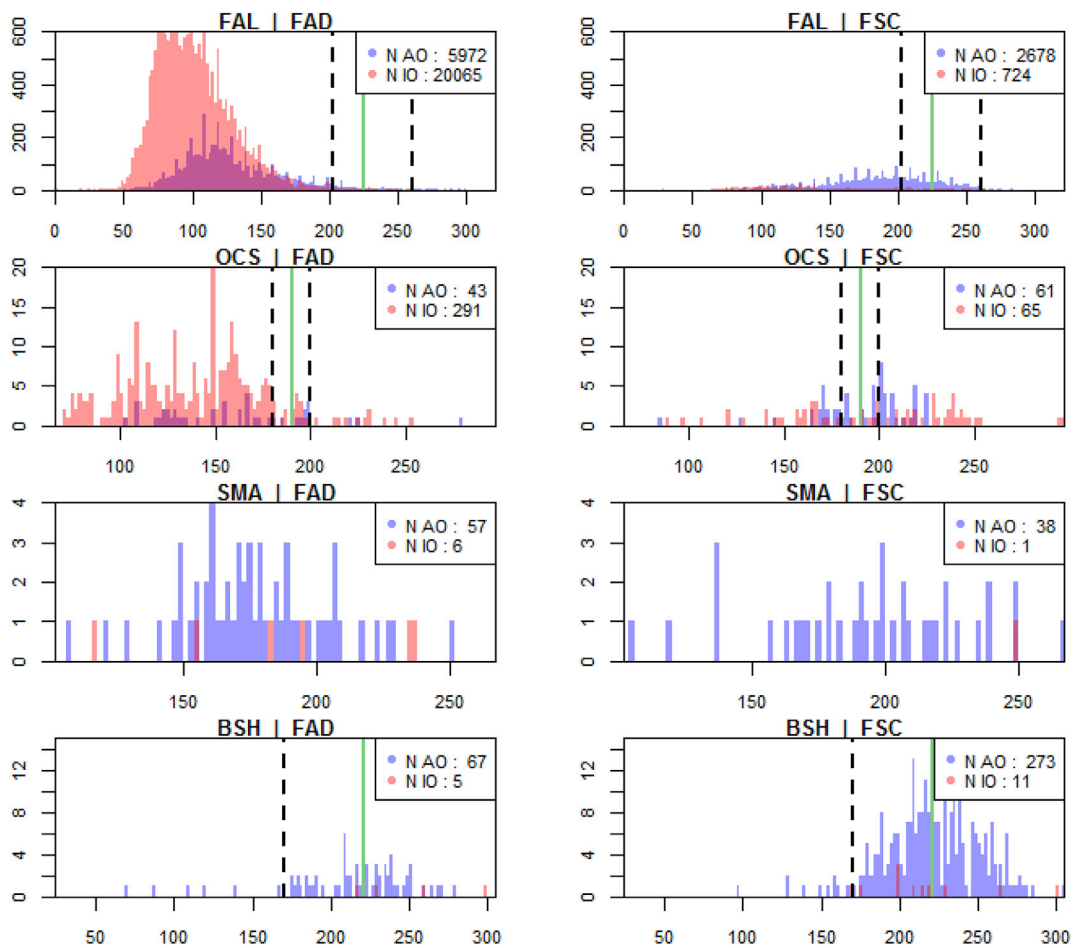 FAL | FAD
600
400
200
0
N AO : 5972
N IO : 20065
0 50 100 150 200 250 300
FAL | FSC
600
400
200
0
N AO : 2678
N IO : 724
0 50 100 150 200 250 300
OCS | FAD
20
15
10
5
0
N AO : 43
N IO : 291
100 150 200 250
OCS | FSC
20
15
10
5
0
N AO : 61
N IO : 65
100 150 200 250
SMA | FAD
4
3
2
1
0
N AO : 57
N IO : 6
150 200 250
SMA | FSC
4
3
2
1
0
N AO : 38
N IO : 1
150 200 250
BSH | FAD
12
8
4
0
N AO : 67
N IO : 5
50 100 150 200 250 300
BSH | FSC
12
8
4
0
N AO : 273
N IO : 11
50 100 150 200 250 300